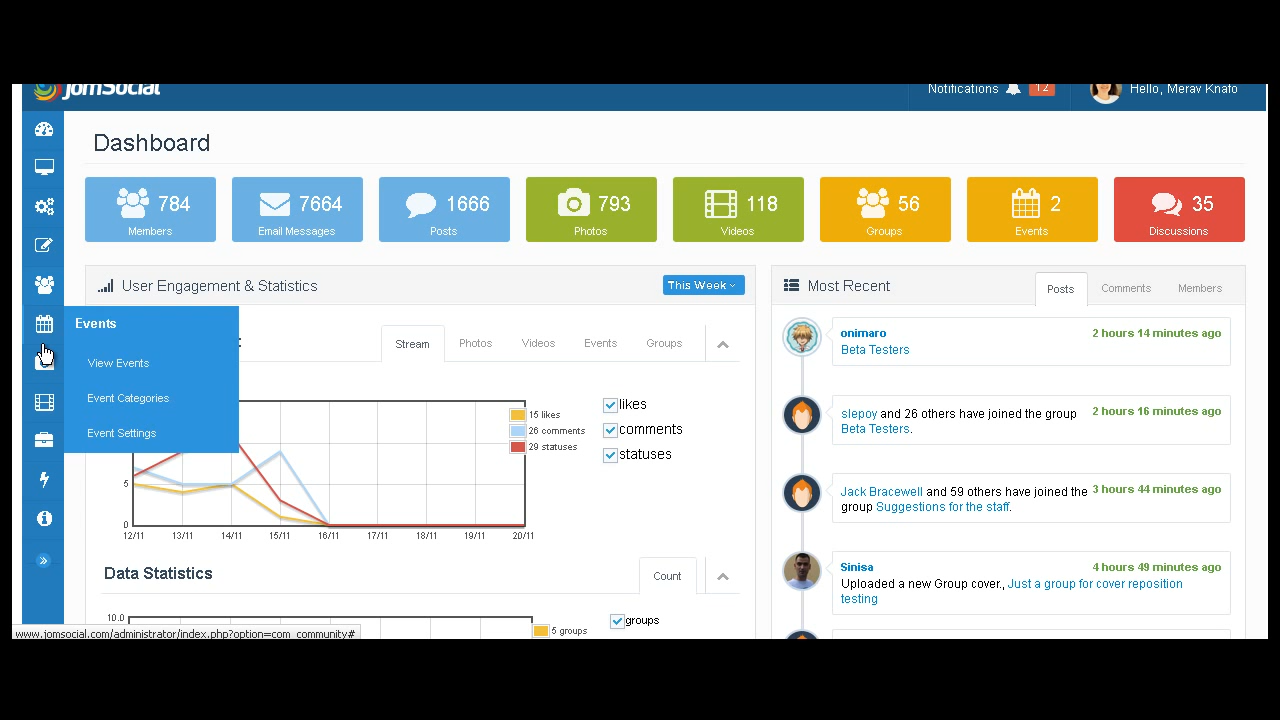 jomSocial
Notifications 12 Hello, Merav Knafo
Dashboard
784 Members
7664 Email Messages
1666 Posts
793 Photos
118 Videos
56 Groups
2 Events
35 Discussions
User Engagement & Statistics This Week
Most Recent Posts Comments Members
Events
View Events
Event Categories
Event Settings
Stream Photos Videos Events Groups
15 likes
26 comments
29 statuses
likes
comments
statuses
5
0
12/11 13/11 14/11 15/11 16/11 17/11 18/11 19/11 20/11
Data Statistics Count
10.0
5 groups
groups
onimaro 2 hours 14 minutes ago
Beta Testers
slepoy and 26 others have joined the group 2 hours 16 minutes ago
Beta Testers.
Jack Bracewell and 59 others have joined the 3 hours 44 minutes ago
group Suggestions for the staff.
Sinisa 4 hours 49 minutes ago
Uploaded a new Group cover., Just a group for cover reposition
testing
www.jomsocial.com/administrator/index.php?option=com_community#